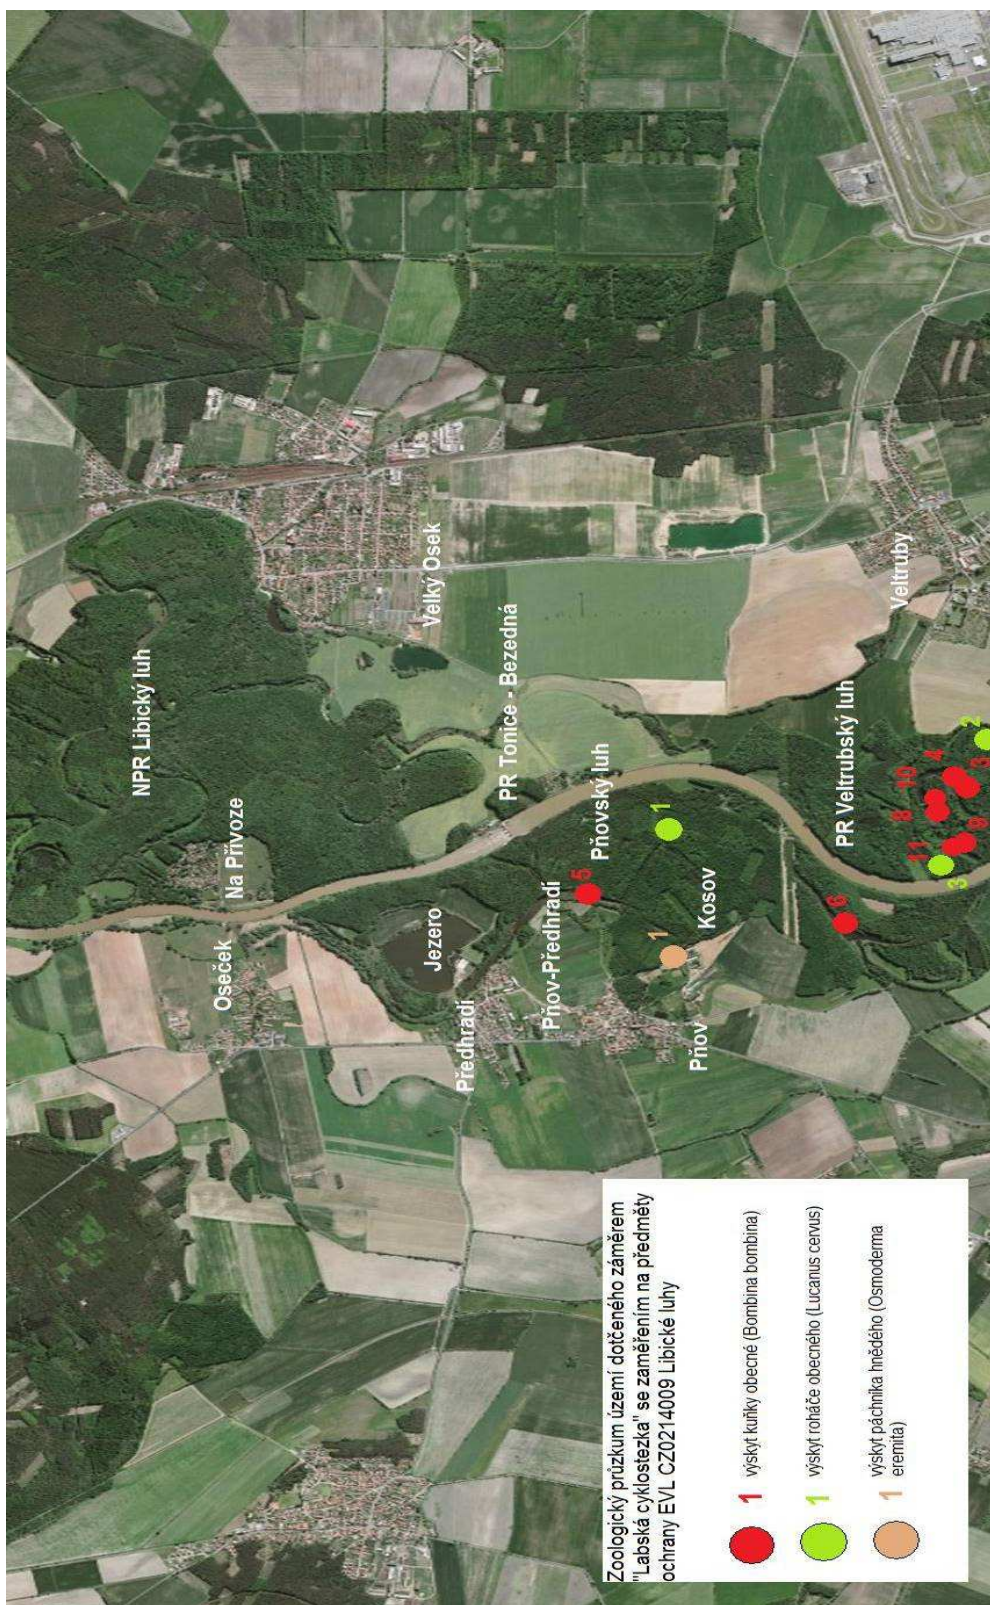 NPR Libický luh
Na Přívoze
Oseček
Velký Osek
Jezero
PR Tonice - Bezedná
Předhradí
Pňov-Předhradí
5
Pňovský luh
1
1
Kosov
Pňov
PR Veltrubský luh
Veltruby
6
11
8
10
4
3
9
3
2
Zoologický průzkum území dotčeného záměrem
"Labská cyklostezka" se zaměřením na předměty
ochrany EVL CZ0214009 Libické luhy
1 výskyt kuňky obecné (Bombina bombina)
1 výskyt roháče obecného (Lucanus cervus)
1 výskyt páchníka hnědého (Osmoderma
eremita)